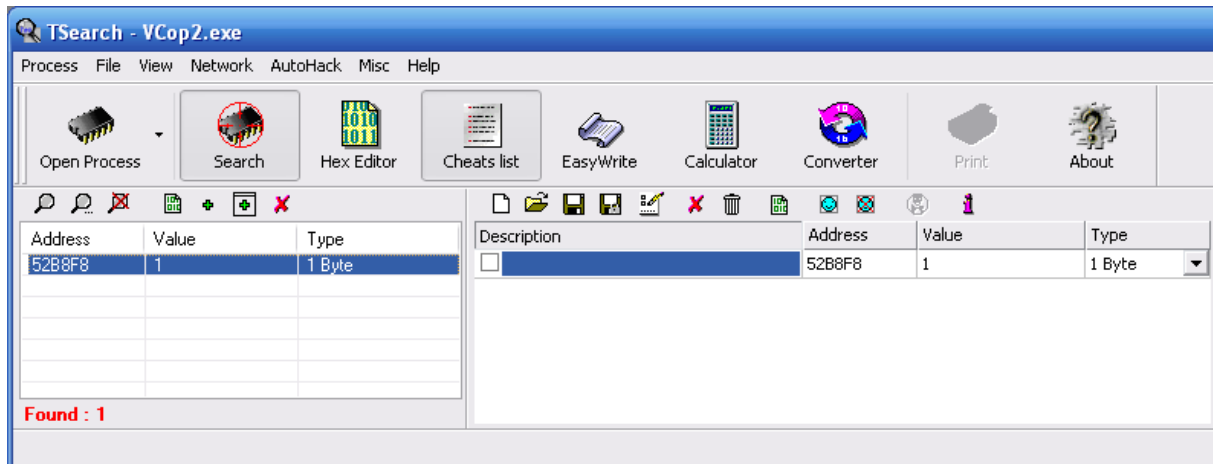 TSearch - VCop2.exe
Process File View Network AutoHack Misc Help
Open Process Search Hex Editor Cheats list EasyWrite Calculator Converter Print About
Address Value Type
52B8F8 1 1 Byte
Found : 1
Description Address Value Type
52B8F8 1 1 Byte